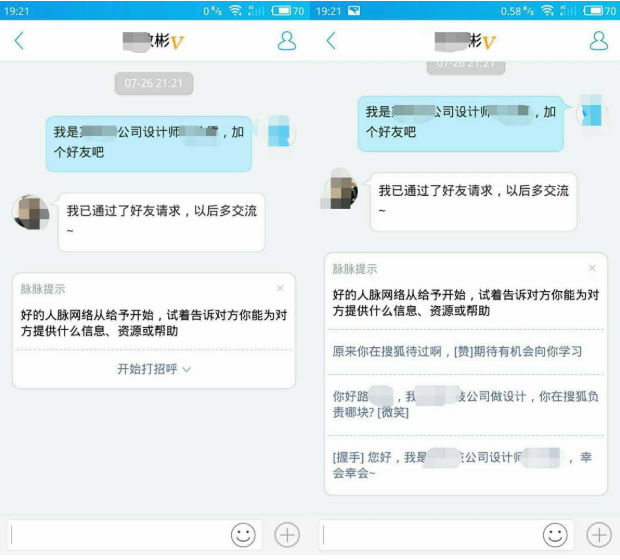 19:21
0 K/s
4G
70
彬V
07-26 21:21
我是
公司设计师
,加
个好友吧
我已通过了好友请求，以后多交流
~
脉脉提示
×
好的人脉网络从给予开始，试着告诉对方你能为对
方提供什么信息、资源或帮助
开始打招呼
19:21
0.58 K/s
4G
70
彬V
07-26 21:21
我是
公司设计师
,加
个好友吧
我已通过了好友请求，以后多交流
~
脉脉提示
×
好的人脉网络从给予开始，试着告诉对方你能为对
方提供什么信息、资源或帮助
原来你在搜狐待过啊，[赞]期待有机会向你学习
你好路
，我
公司做设计，你在搜狐负
责哪块? [微笑]
[握手] 您好，我是
公司设计师
，幸
会幸会~